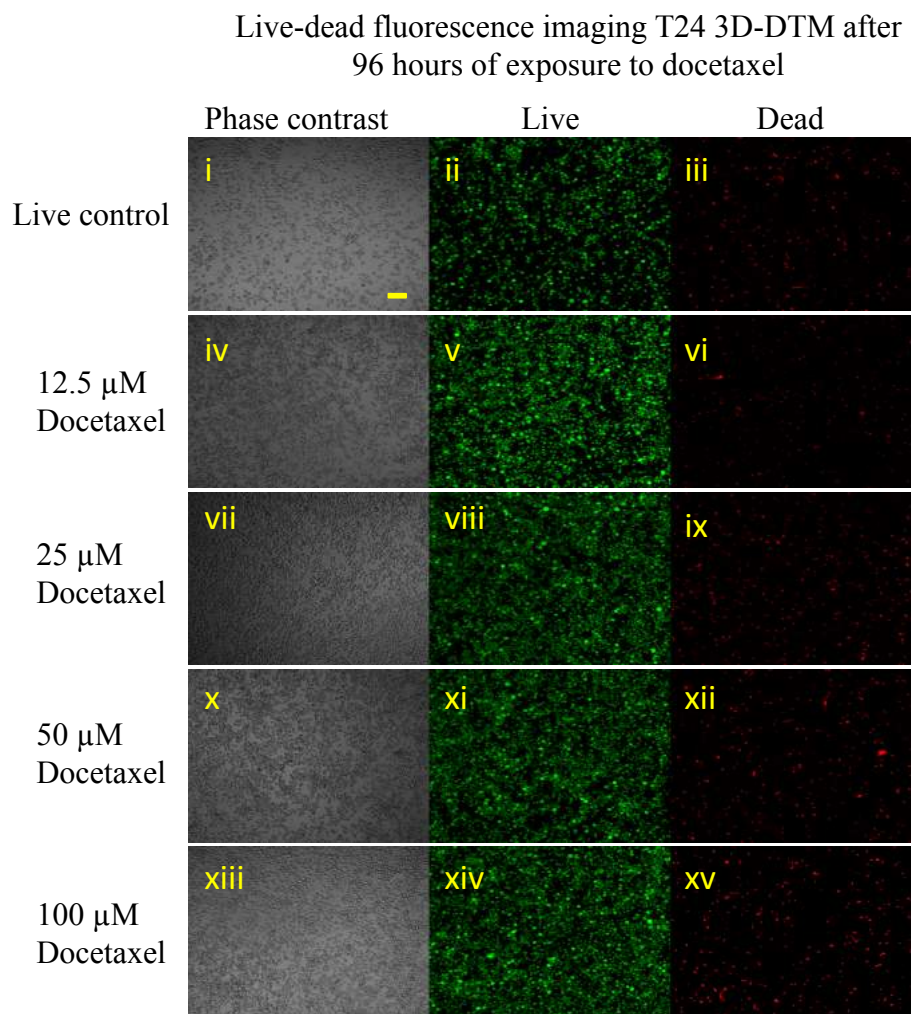 Live-dead fluorescence imaging T24 3D-DTM after
96 hours of exposure to docetaxel
Phase contrast Live Dead
Live control
i ii iii
12.5 µM
Docetaxel
iv v vi
25 µM
Docetaxel
vii viii ix
50 µM
Docetaxel
x xi xii
100 µM
Docetaxel
xiii xiv xv